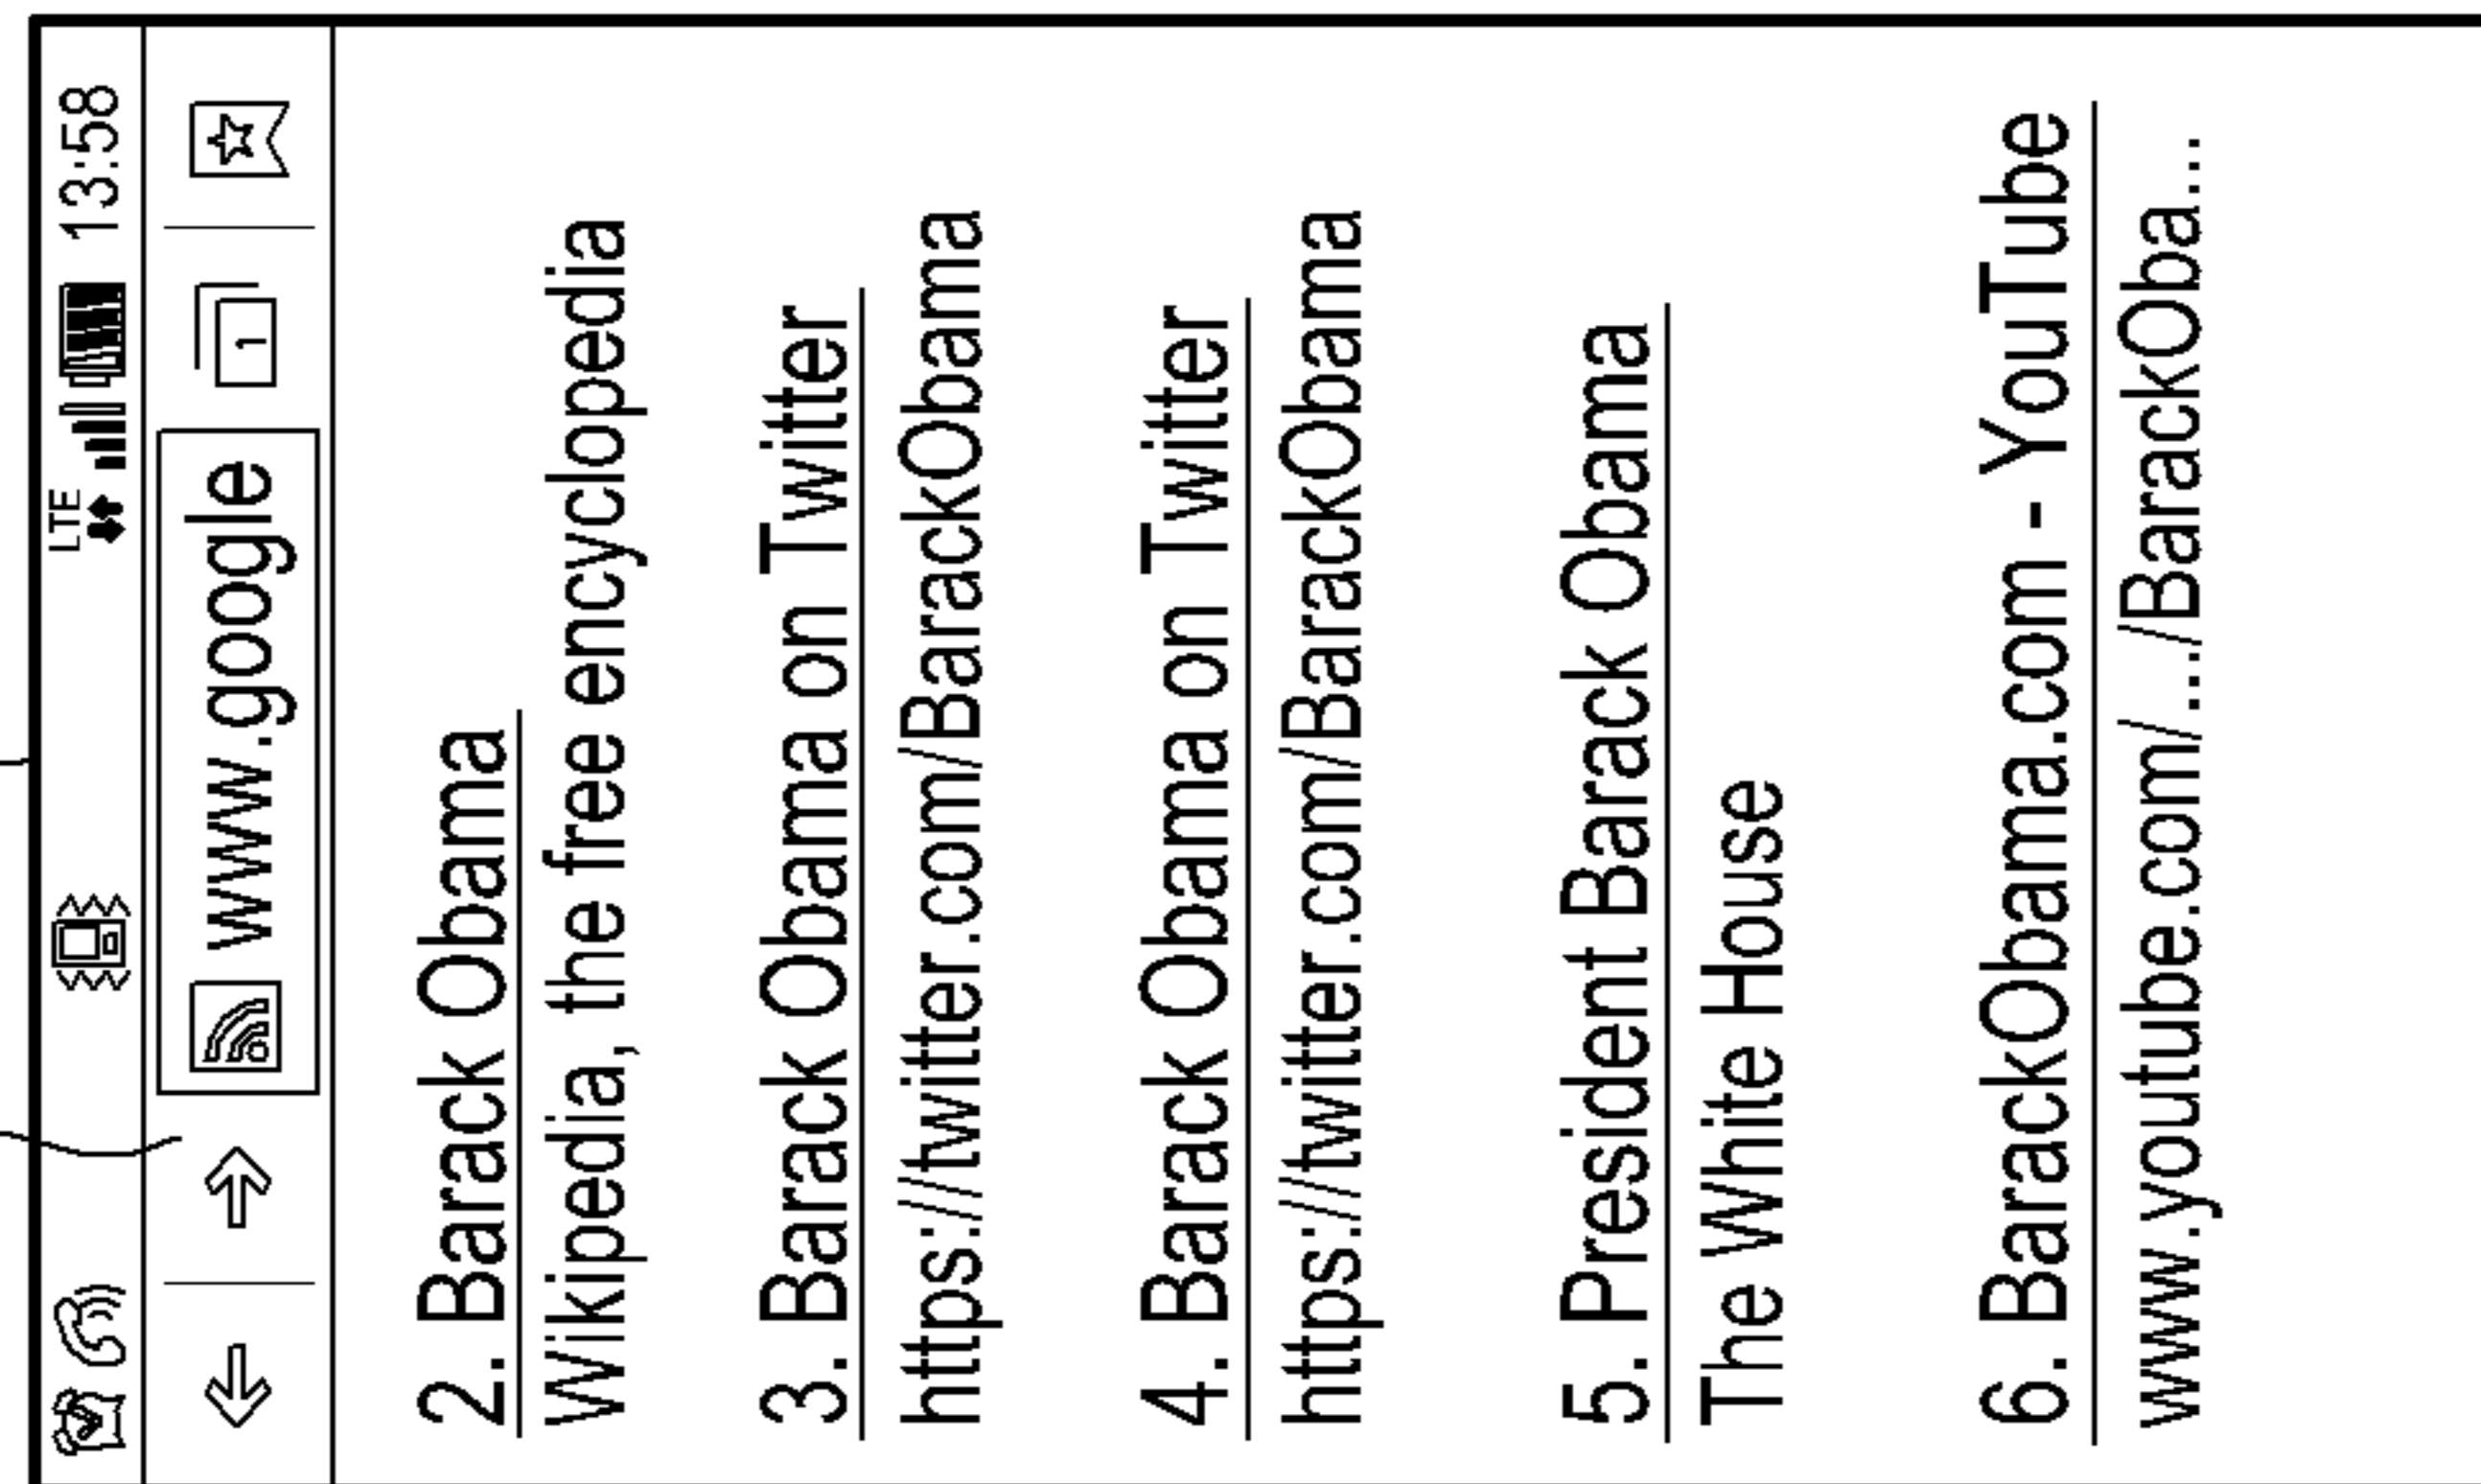 LTE 13:58
www.google 1
2. Barack Obama
Wikipedia, the free encyclopedia
3. Barack Obama on Twitter
https://twitter.com/BarackObama
4. Barack Obama on Twitter
https://twitter.com/BarackObama
5. President Barack Obama
The White House
6. BarackObama.com - YouTube
www.youtube.com/.../BarackOba...